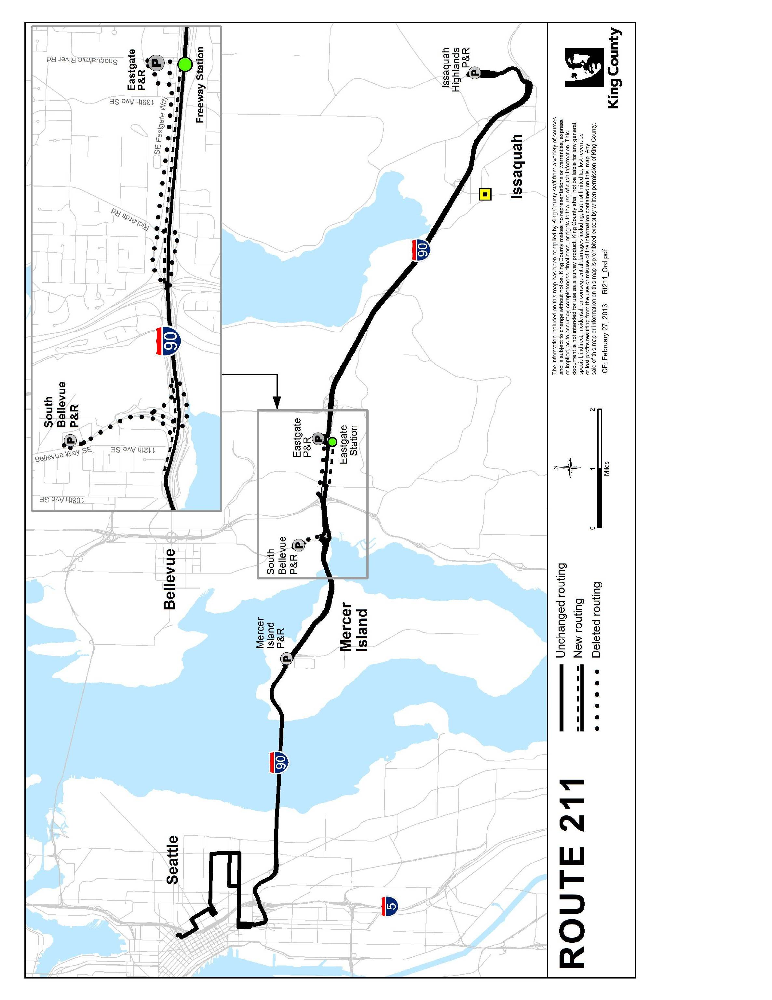 Snoqualmie River Rd
Eastgate
P&R
P
139th Ave SE
SE Eastgate Way
Freeway Station
Richards Rd
90
South
Bellevue
P&R
P
Bellevue Way SE
112th Ave SE
108th Ave SE
Seattle
Bellevue
Mercer
Island
P&R
P
Mercer
Island
South
Bellevue
P&R
P
Eastgate
P&R
P
Eastgate
Station
90
90
5
Issaquah
Issaquah
Highlands
P&R
P
ROUTE 211
Unchanged routing
New routing
Deleted routing
N
0
1
2
Miles
The information included on this map has been compiled by King County staff from a variety of sources
and is subject to change without notice. King County makes no representations or warranties, express
or implied, as to accuracy, completeness, timeliness, or rights to the use of such information. This
document is not intended for use as a survey product. King County shall not be liable for any general,
special, indirect, incidental, or consequential damages including, but not limited to, lost revenues
or lost profits resulting from the use or misuse of the information contained on this map. Any
sale of this map or information on this map is prohibited except by written permission of King County.
CF: February 27, 2013 Rt211_Ord.pdf
King County